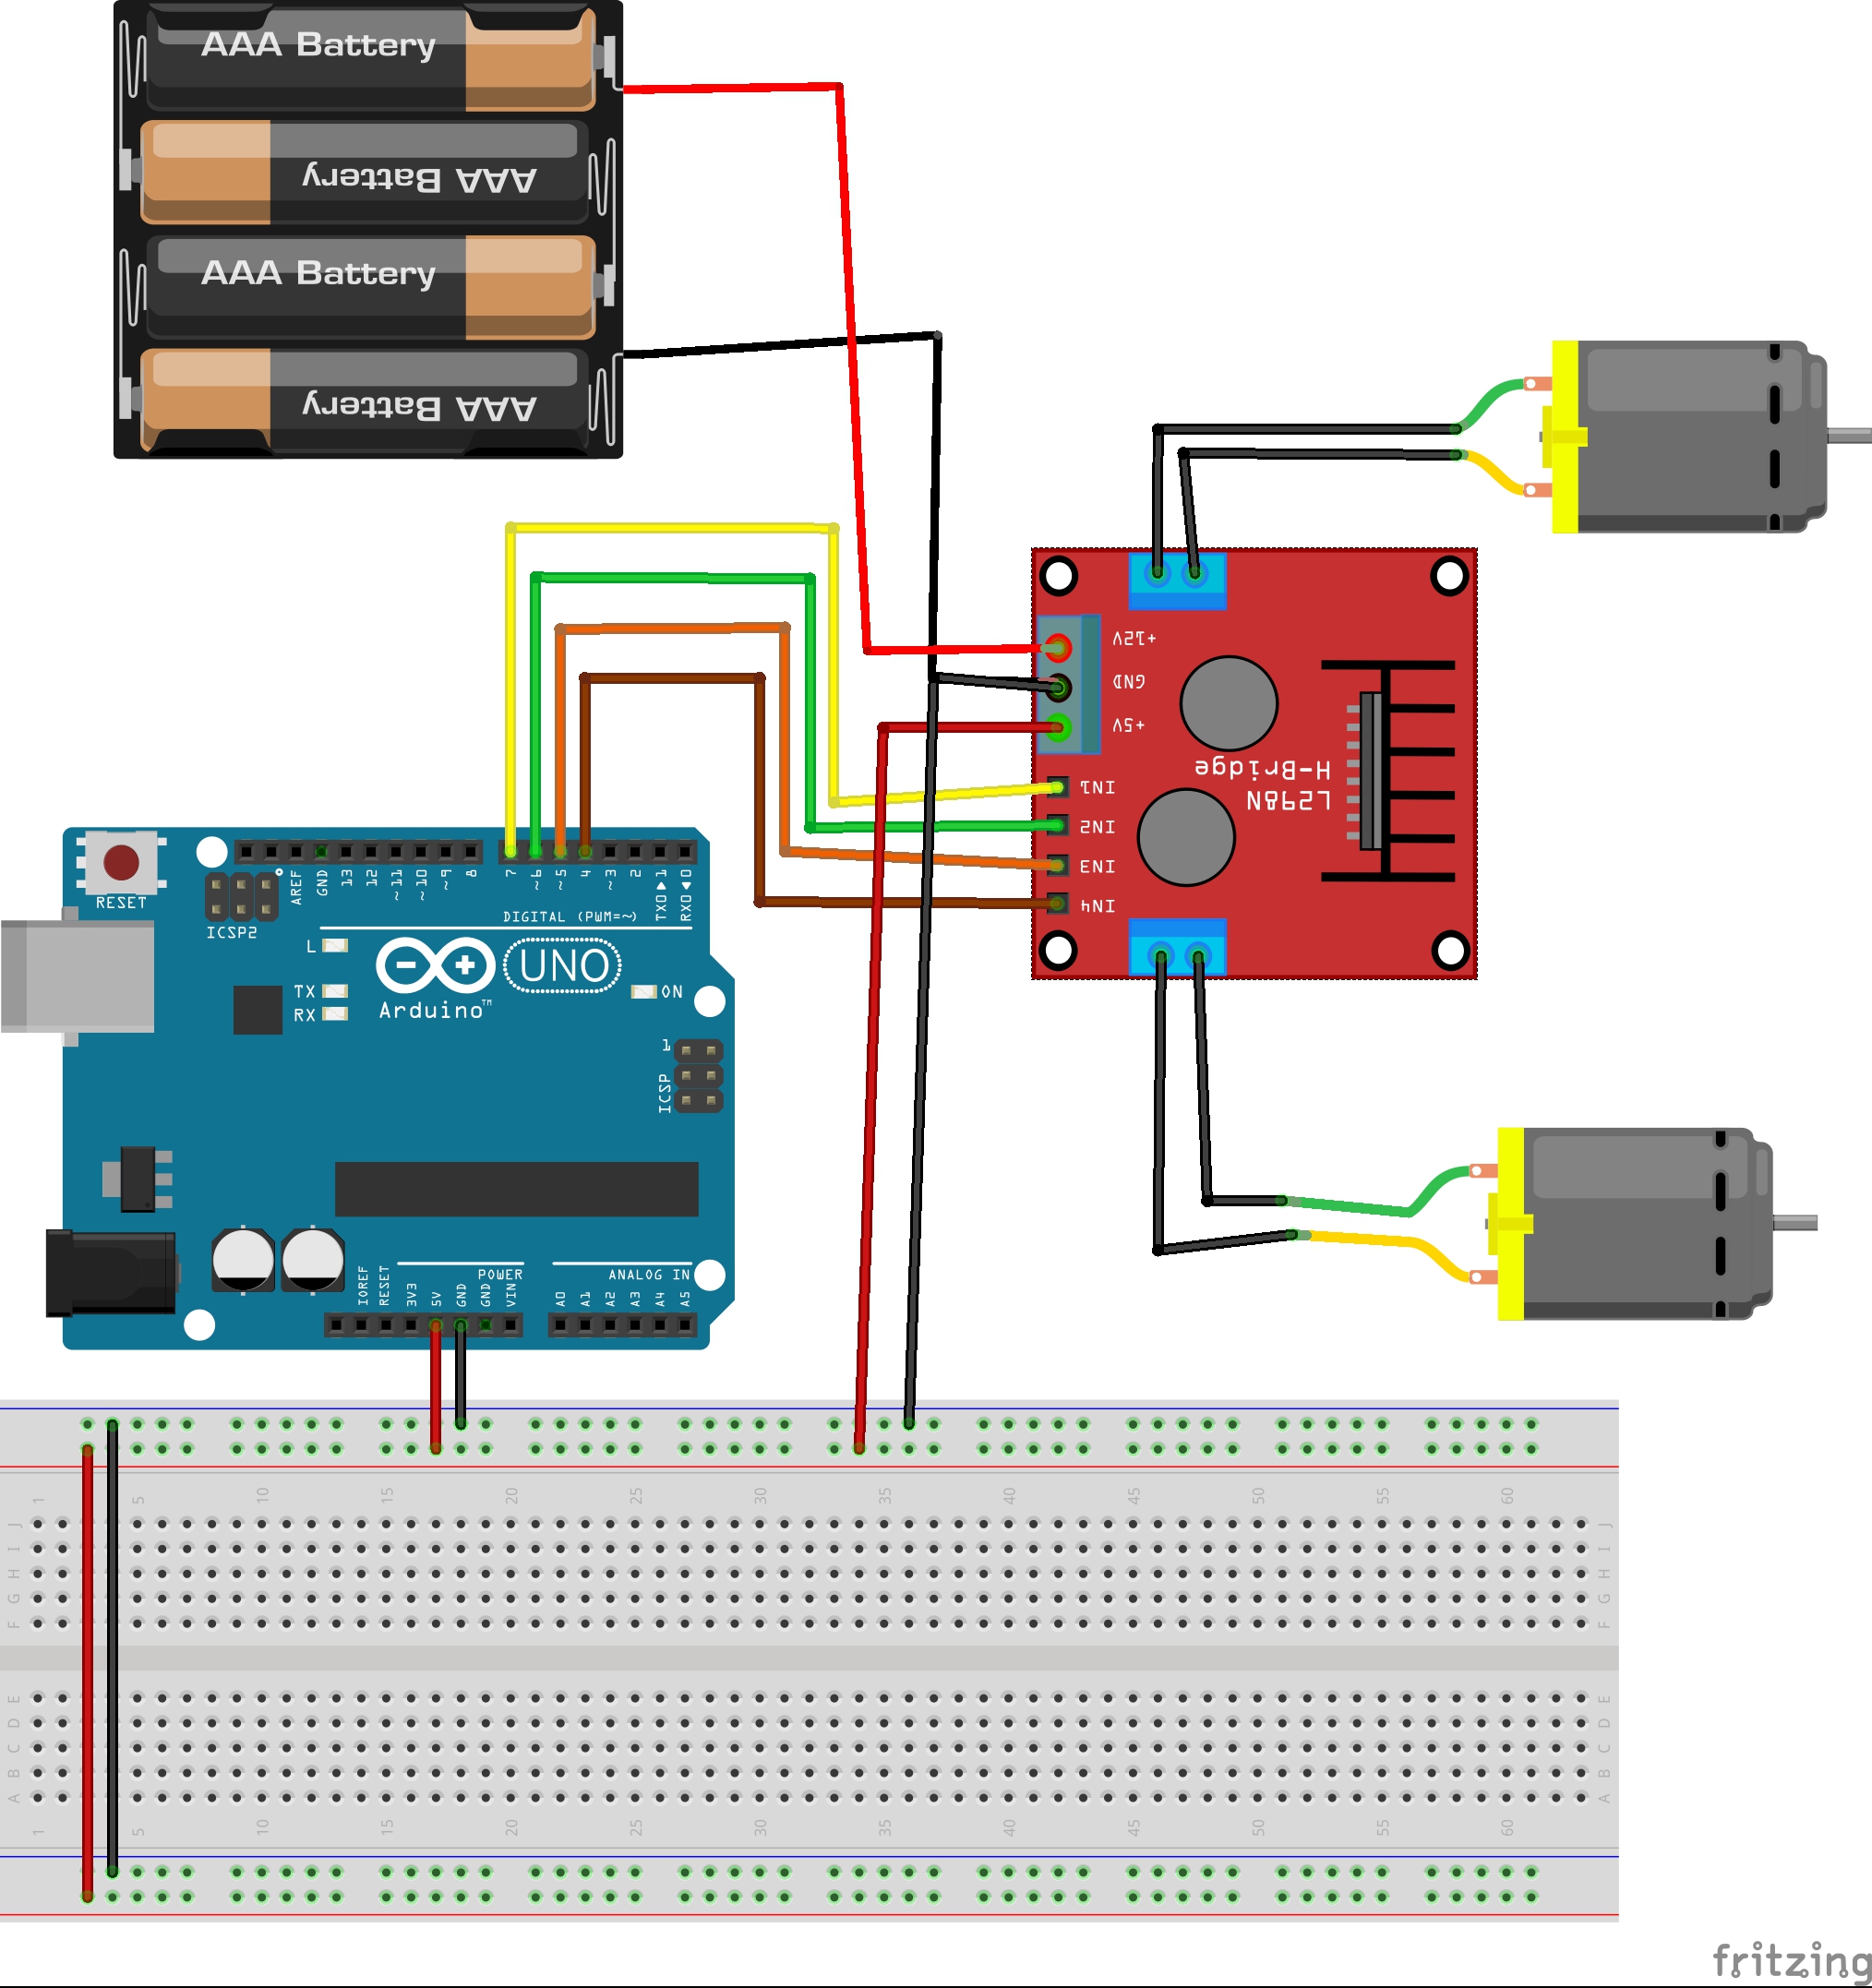 AAA Battery
AAA Battery
AAA Battery
AAA Battery
+12V
GND
+5V
IN1
IN2
IN3
IN4
H-Bridge
L298N
RESET
ICSP2
AREF
GND
13
12
~11
~10
~9
8
7
~6
~5
4
~3
2
TX0▶1
RX0◀0
DIGITAL (PWM=~)
L
TX
RX
UNO
Arduino™
ON
1
ICSP
POWER
ANALOG IN
IOREF
RESET
3V3
5V
GND
GND
VIN
A0
A1
A2
A3
A4
A5
1 5 10 15 20 25 30 35 40 45 50 55 60
J J
I I
H H
G G
F F
E E
D D
C C
B B
A A
1 5 10 15 20 25 30 35 40 45 50 55 60
fritzing